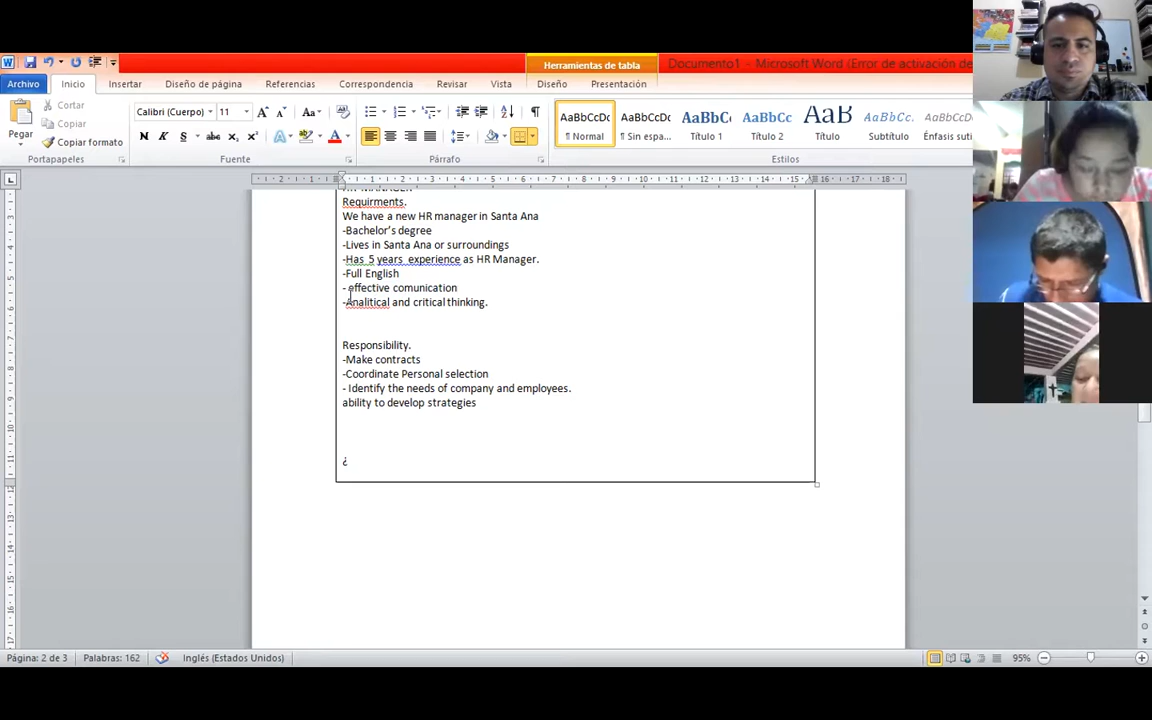 Herramientas de tabla
Documento1 - Microsoft Word (Error de activación de
Archivo Inicio Insertar Diseño de página Referencias Correspondencia Revisar Vista Diseño Presentación
Pegar
Cortar
Copiar
Copiar formato
Portapapeles
Calibri (Cuerpo) 11
Fuente
Párrafo
AaBbCcDc AaBbCcDc AaBbC AaBbCc AaB AaBbCc. AaBbCcDc
¶ Normal ¶ Sin espa... Título 1 Título 2 Título Subtítulo Énfasis suti
Estilos
HR MANAGER
Requirments.
We have a new HR manager in Santa Ana
-Bachelor's degree
-Lives in Santa Ana or surroundings
-Has 5 years experience as HR Manager.
-Full English
- effective comunication
-Analitical and critical thinking.
Responsibility.
-Make contracts
-Coordinate Personal selection
- Identify the needs of company and employees.
ability to develop strategies
¿
Página: 2 de 3 Palabras: 162 Inglés (Estados Unidos) 95%